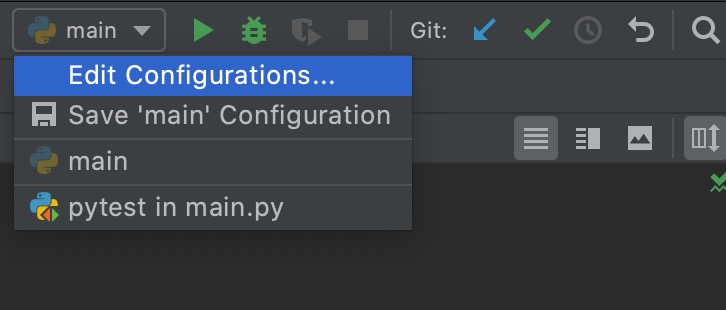 main
Git:
Edit Configurations...
Save 'main' Configuration
main
pytest in main.py